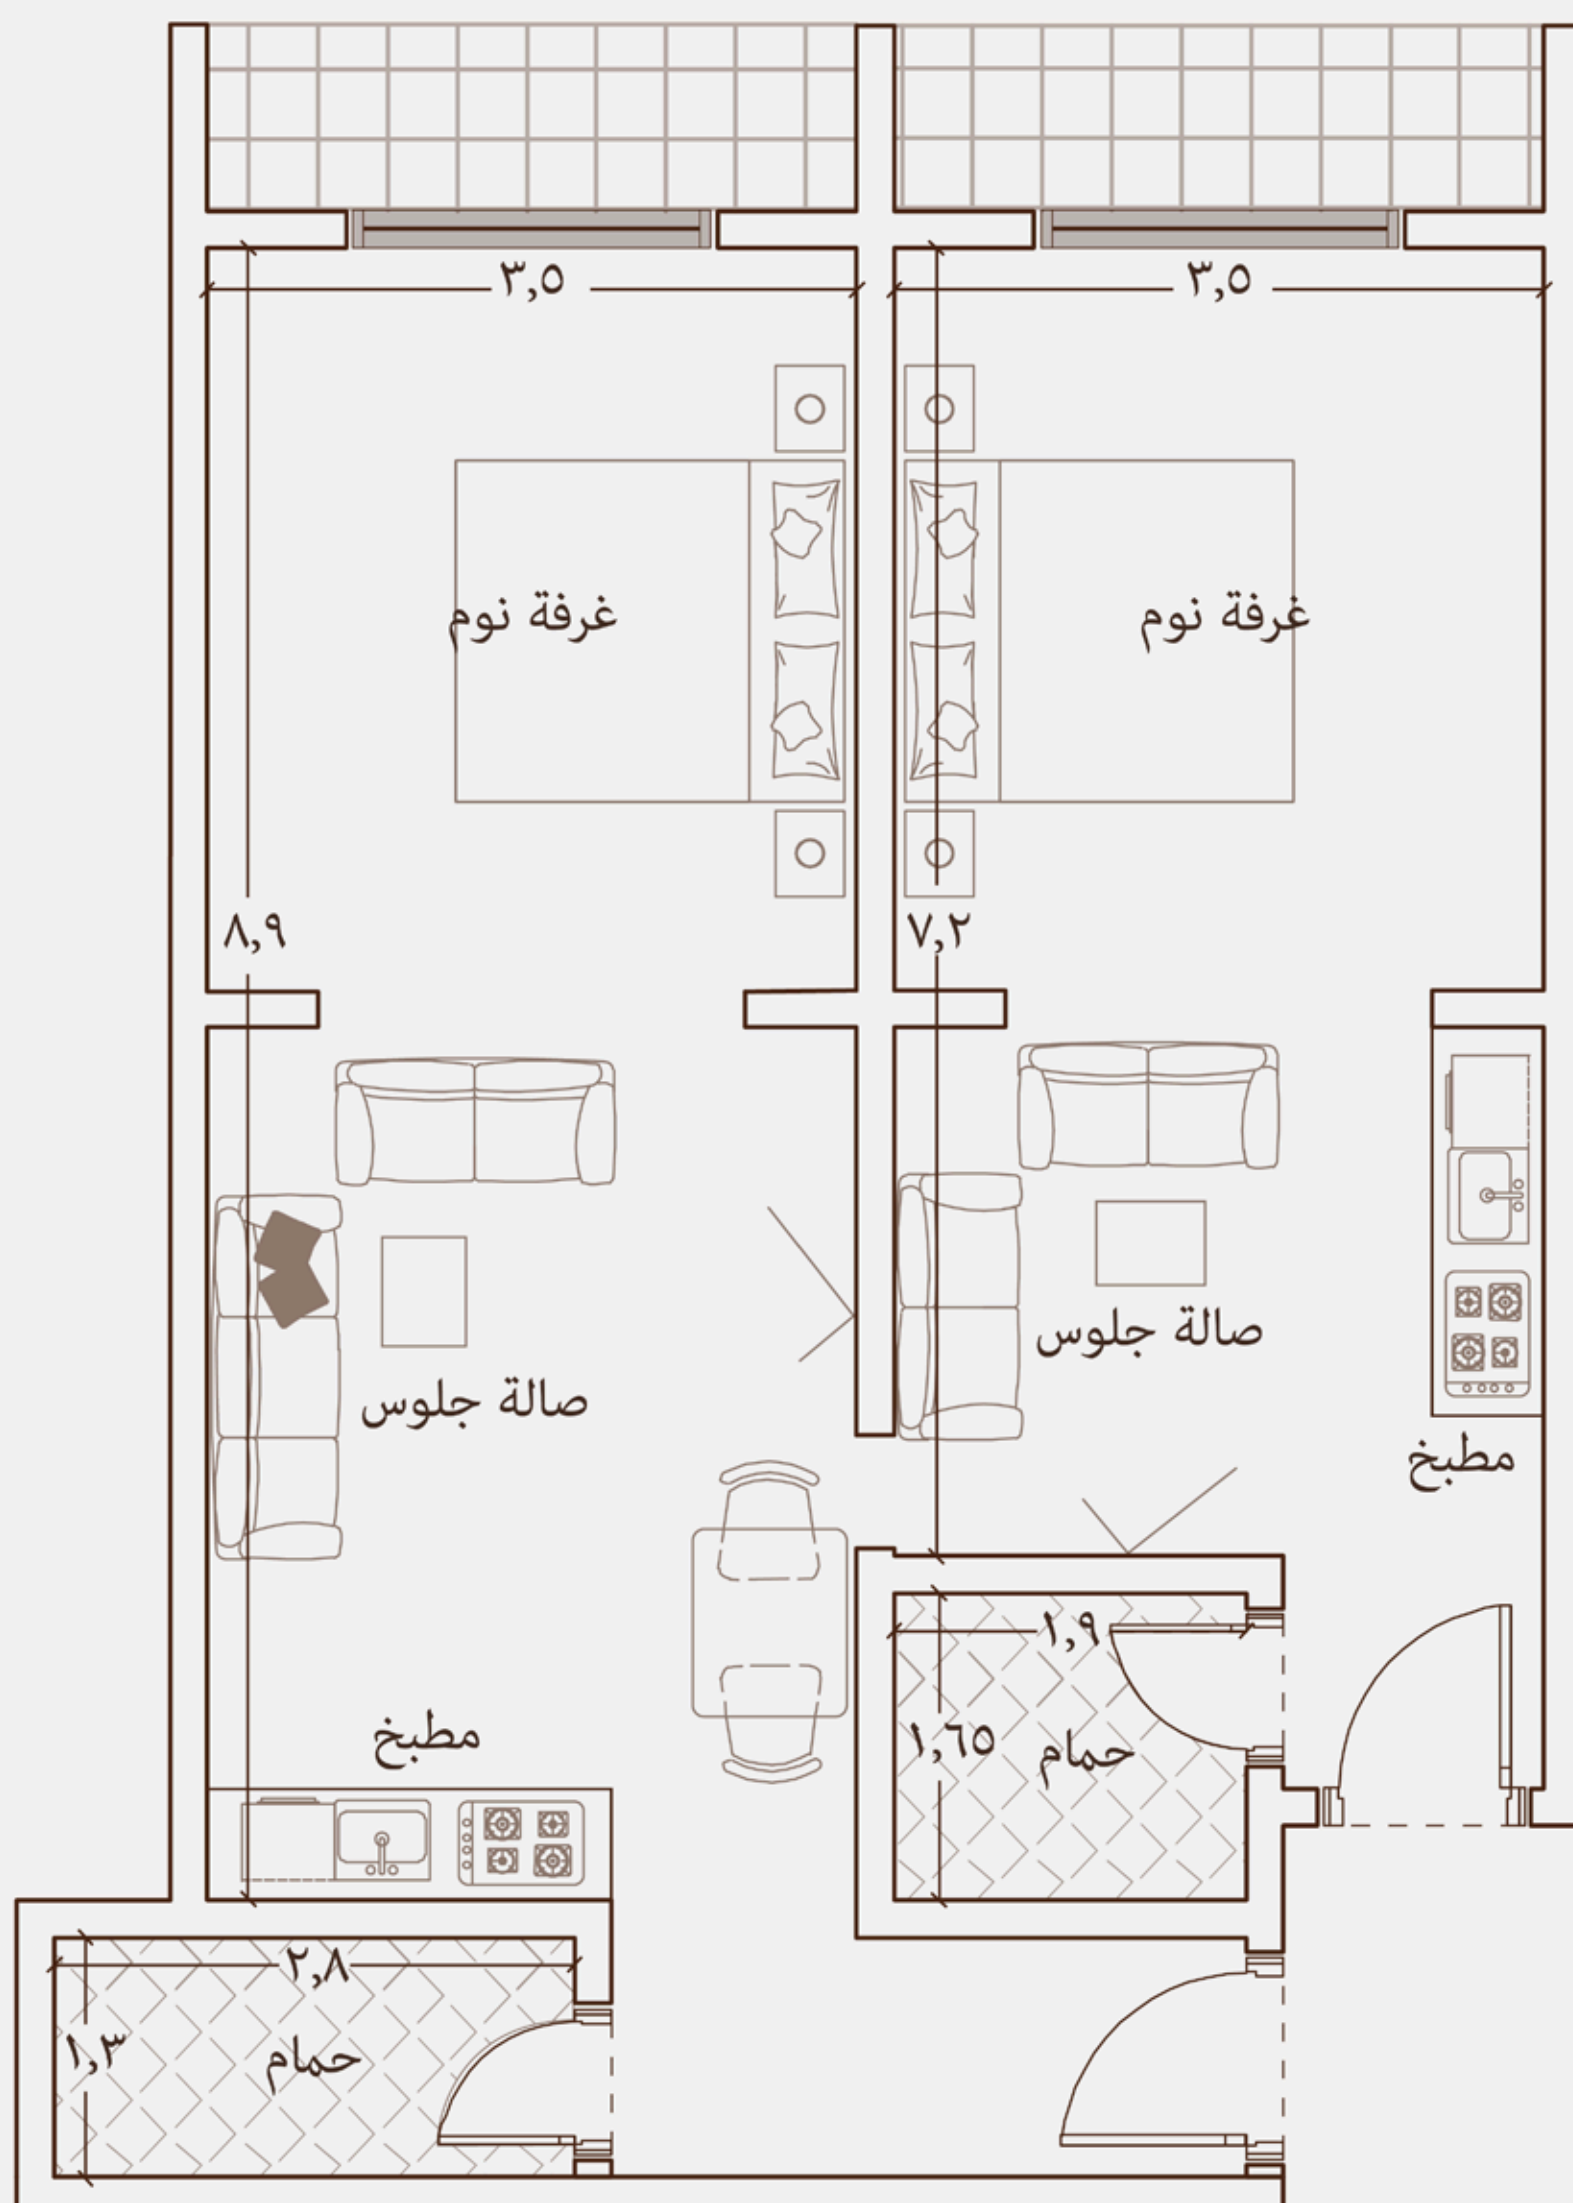 ٣,٥
٣,٥
غرفة نوم
غرفة نوم
٧,٢
٨,٩
صالة جلوس
صالة جلوس
مطبخ
١,٩
١,٦٥
حمام
مطبخ
٢,٨
١,٣
حمام